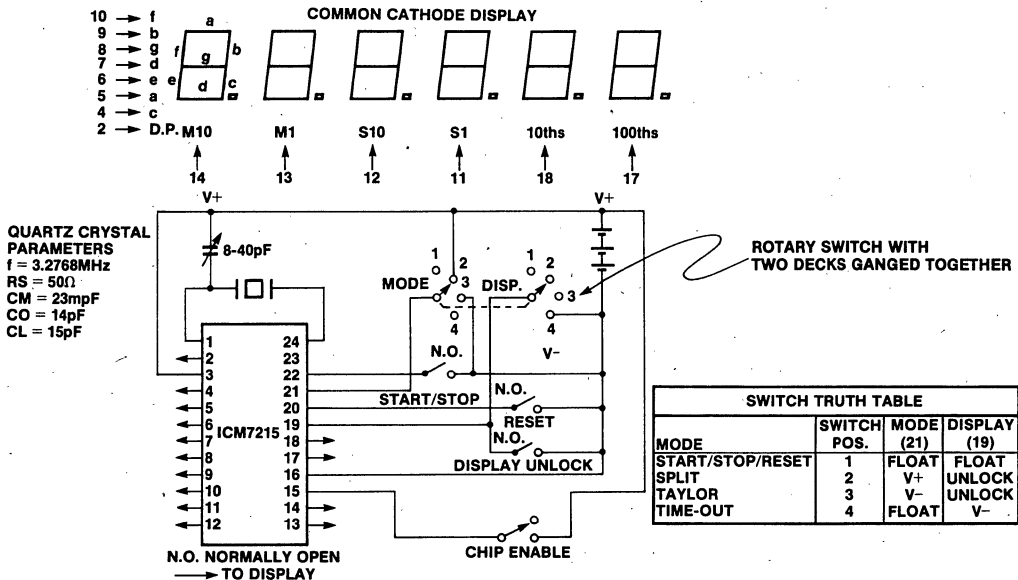 COMMON CATHODE DISPLAY
10 → f
9 → b
8 → g
7 → d
6 → e
5 → a
4 → c
2 → D.P.
a
f
b
g
e
d
c
M10
M1
S10
S1
10ths
100ths
14
13
12
11
18
17
V+
V+
QUARTZ CRYSTAL
PARAMETERS
f = 3.2768MHz
RS = 50Ω
CM = 23mpF
CO = 14pF
CL = 15pF
8-40pF
MODE
1
2
3
4
DISP.
1
2
3
4
V−
ROTARY SWITCH WITH
TWO DECKS GANGED TOGETHER
ICM7215
1
2
3
4
5
6
7
8
9
10
11
12
24
23
22
21
20
19
18
17
16
15
14
13
N.O.
START/STOP
N.O.
RESET
N.O.
DISPLAY UNLOCK
CHIP ENABLE
N.O. NORMALLY OPEN
→ TO DISPLAY
SWITCH TRUTH TABLE
MODE SWITCH POS. MODE (21) DISPLAY (19)
START/STOP/RESET 1 FLOAT FLOAT
SPLIT 2 V+ UNLOCK
TAYLOR 3 V− UNLOCK
TIME-OUT 4 FLOAT V−